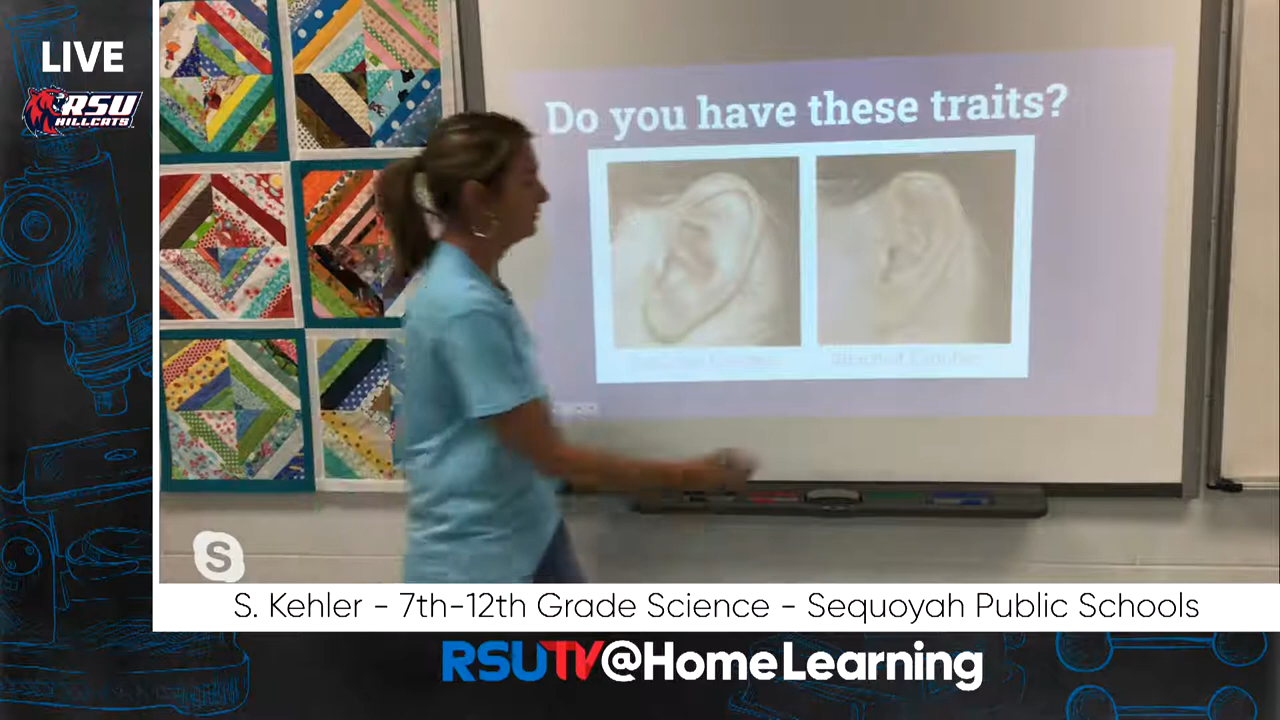 LIVE
RSU
HILLCATS
Do you have these traits?
S
S. Kehler - 7th-12th Grade Science - Sequoyah Public Schools
RSUTV@HomeLearning